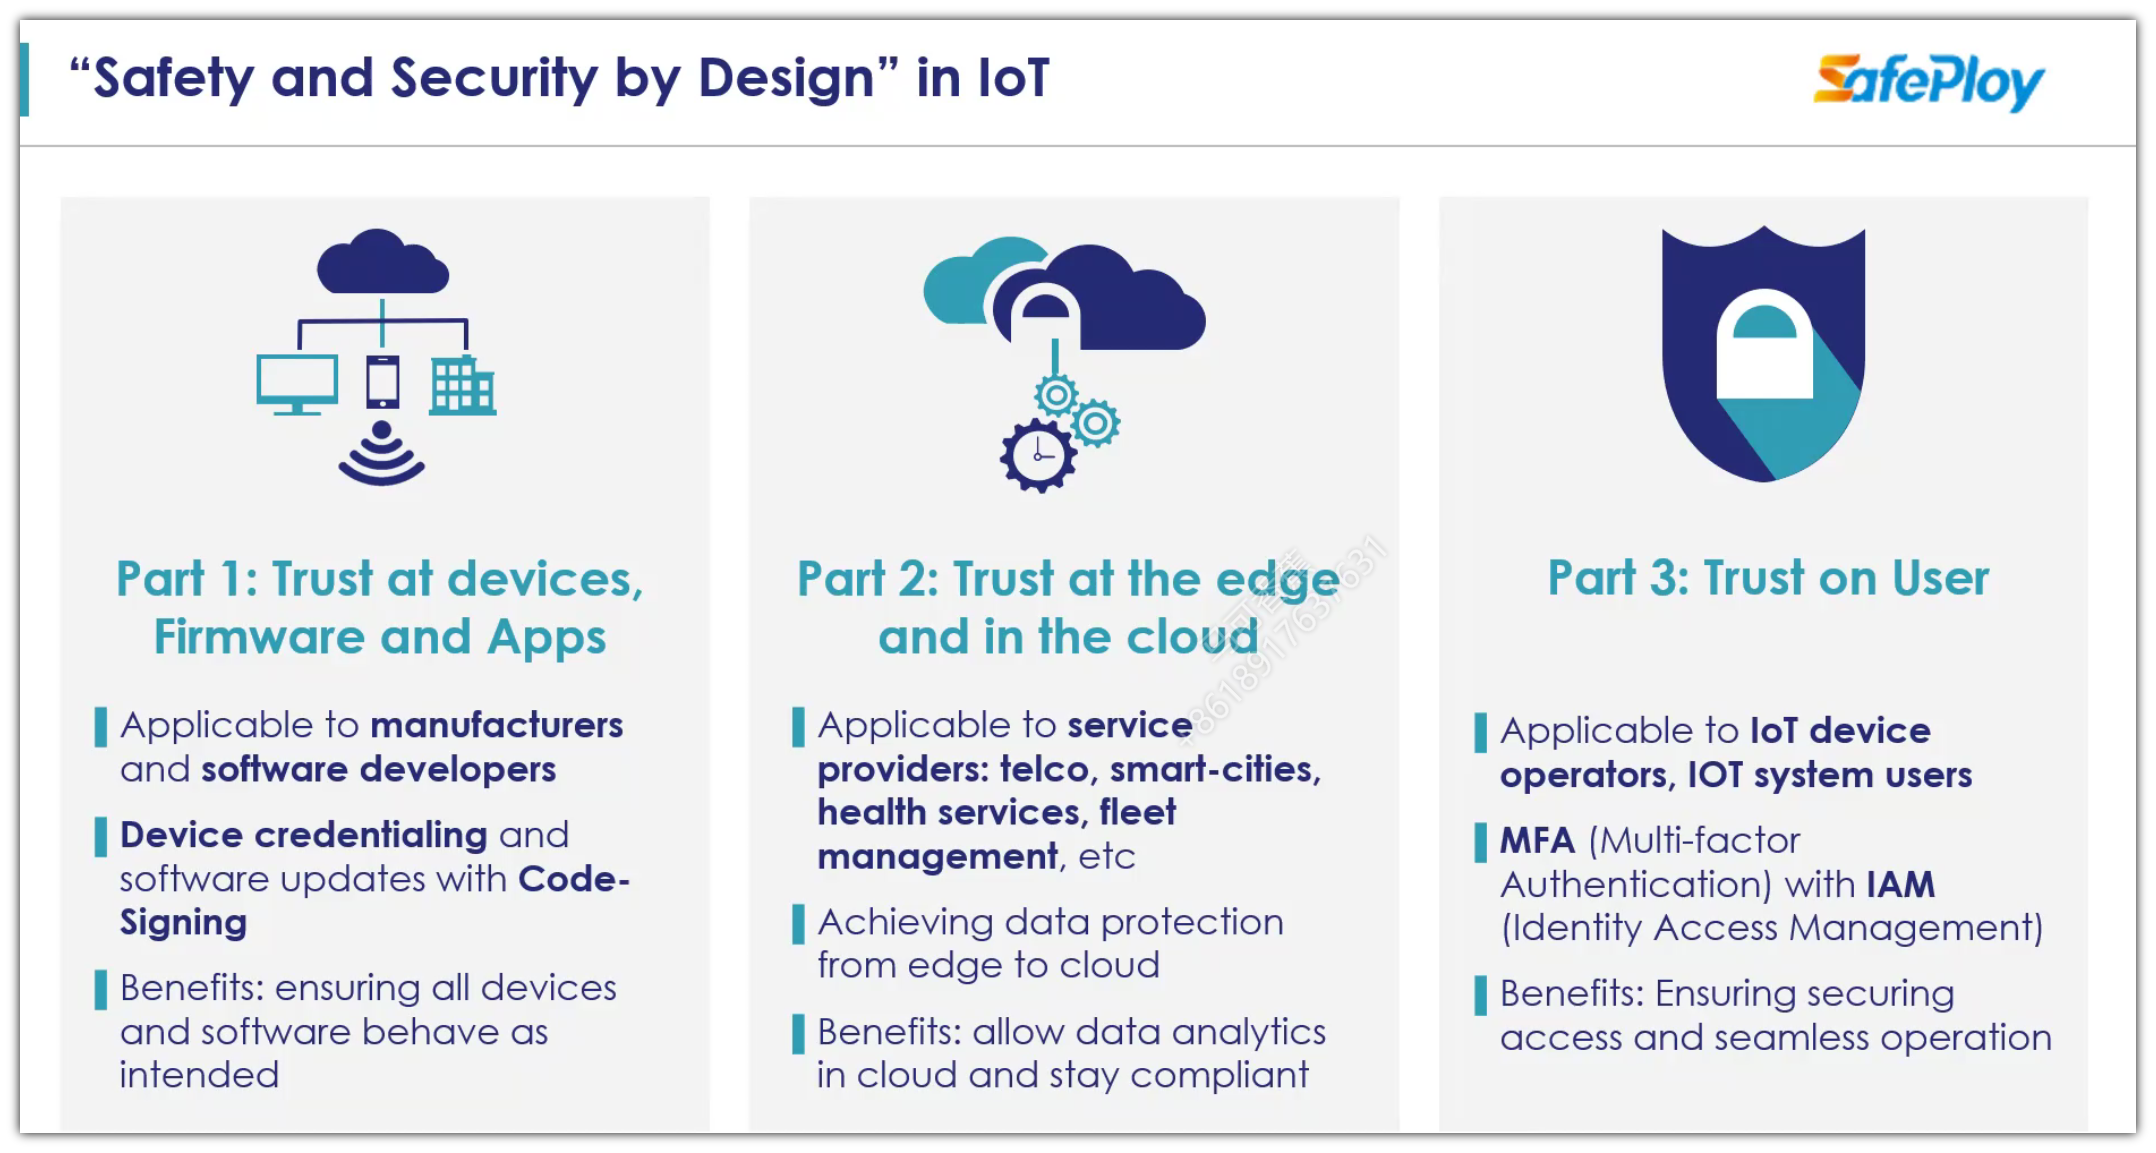 “Safety and Security by Design” in IoT
SafePloy
Part 1: Trust at devices,
Firmware and Apps
Applicable to manufacturers
and software developers
Device credentialing and
software updates with Code-
Signing
Benefits: ensuring all devices
and software behave as
intended
Part 2: Trust at the edge
and in the cloud
Applicable to service
providers: telco, smart-cities,
health services, fleet
management, etc
Achieving data protection
from edge to cloud
Benefits: allow data analytics
in cloud and stay compliant
Part 3: Trust on User
Applicable to IoT device
operators, IOT system users
MFA (Multi-factor
Authentication) with IAM
(Identity Access Management)
Benefits: Ensuring securing
access and seamless operation
+8618917637631